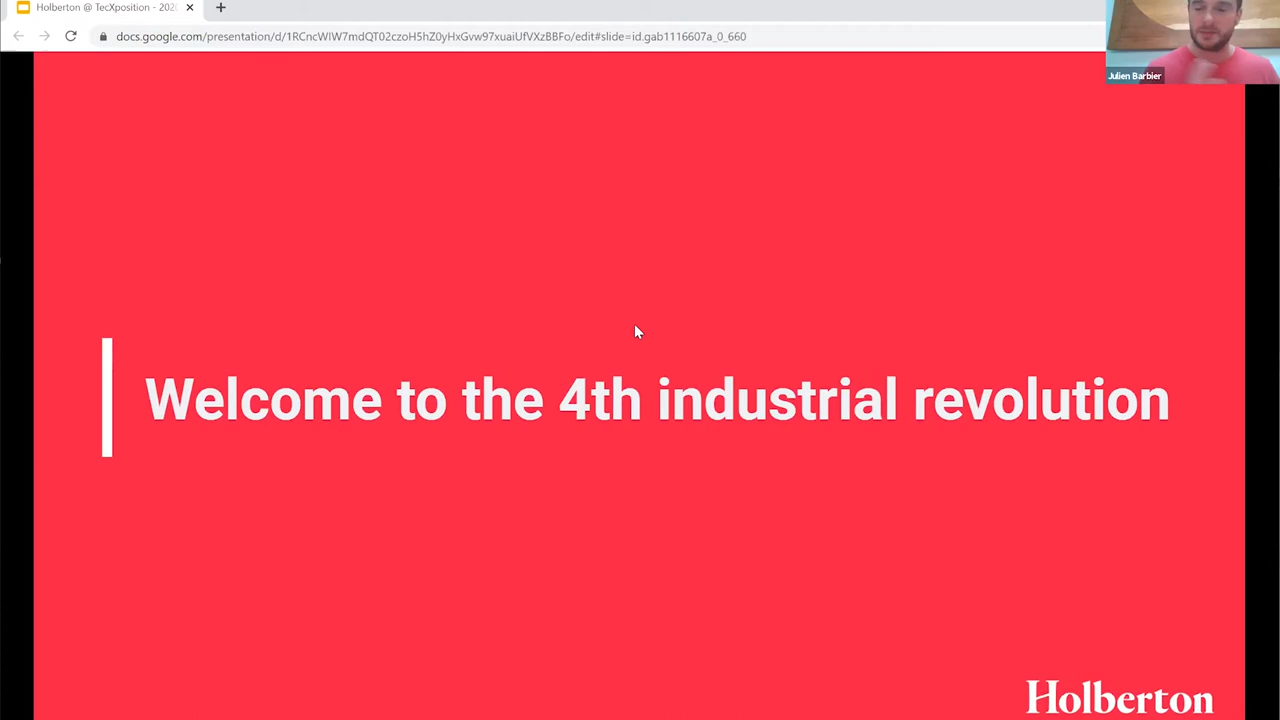 Holberton @ TecXposition - 202
docs.google.com/presentation/d/1RCncWIW7mdQT02czoH5hZ0yHxGvw97xuaiUfVXzBBFo/edit#slide=id.gab1116607a_0_660
Julien Barbier
Welcome to the 4th industrial revolution
Holberton